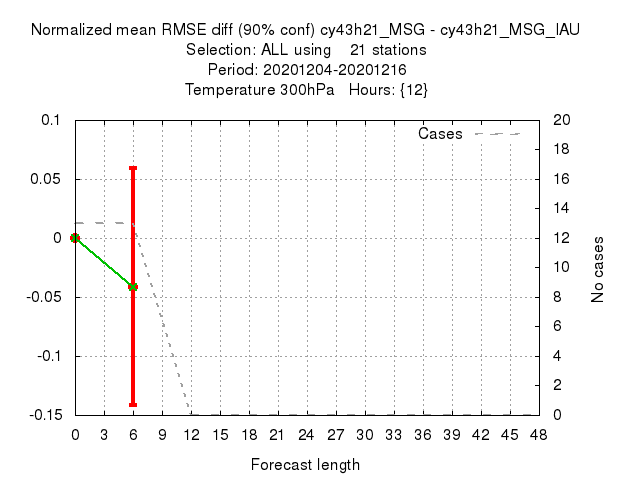 Normalized mean RMSE diff (90% conf) cy43h21_MSG - cy43h21_MSG_IAU
Selection: ALL using 21 stations
Period: 20201204-20201216
Temperature 300hPa Hours: {12}
Cases
0.1
0.05
0
-0.05
-0.1
-0.15
20
18
16
14
12
10
8
6
4
2
0
No cases
0 3 6 9 12 15 18 21 24 27 30 33 36 39 42 45 48
Forecast length